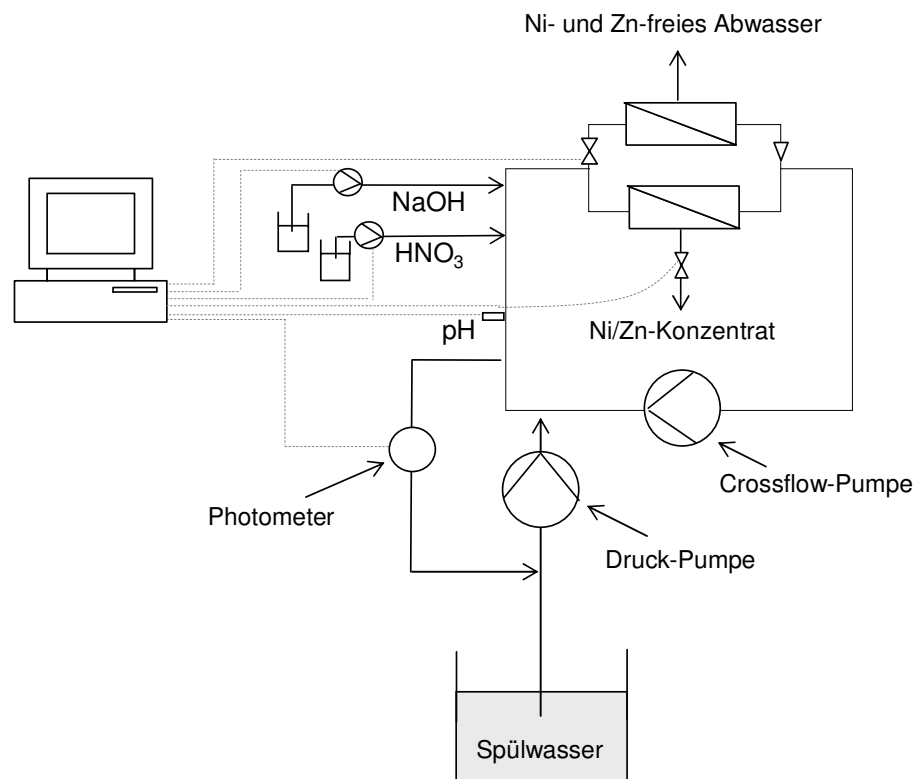 Ni- und Zn-freies Abwasser
NaOH
HNO₃
pH
Ni/Zn-Konzentrat
Crossflow-Pumpe
Photometer
Druck-Pumpe
Spülwasser